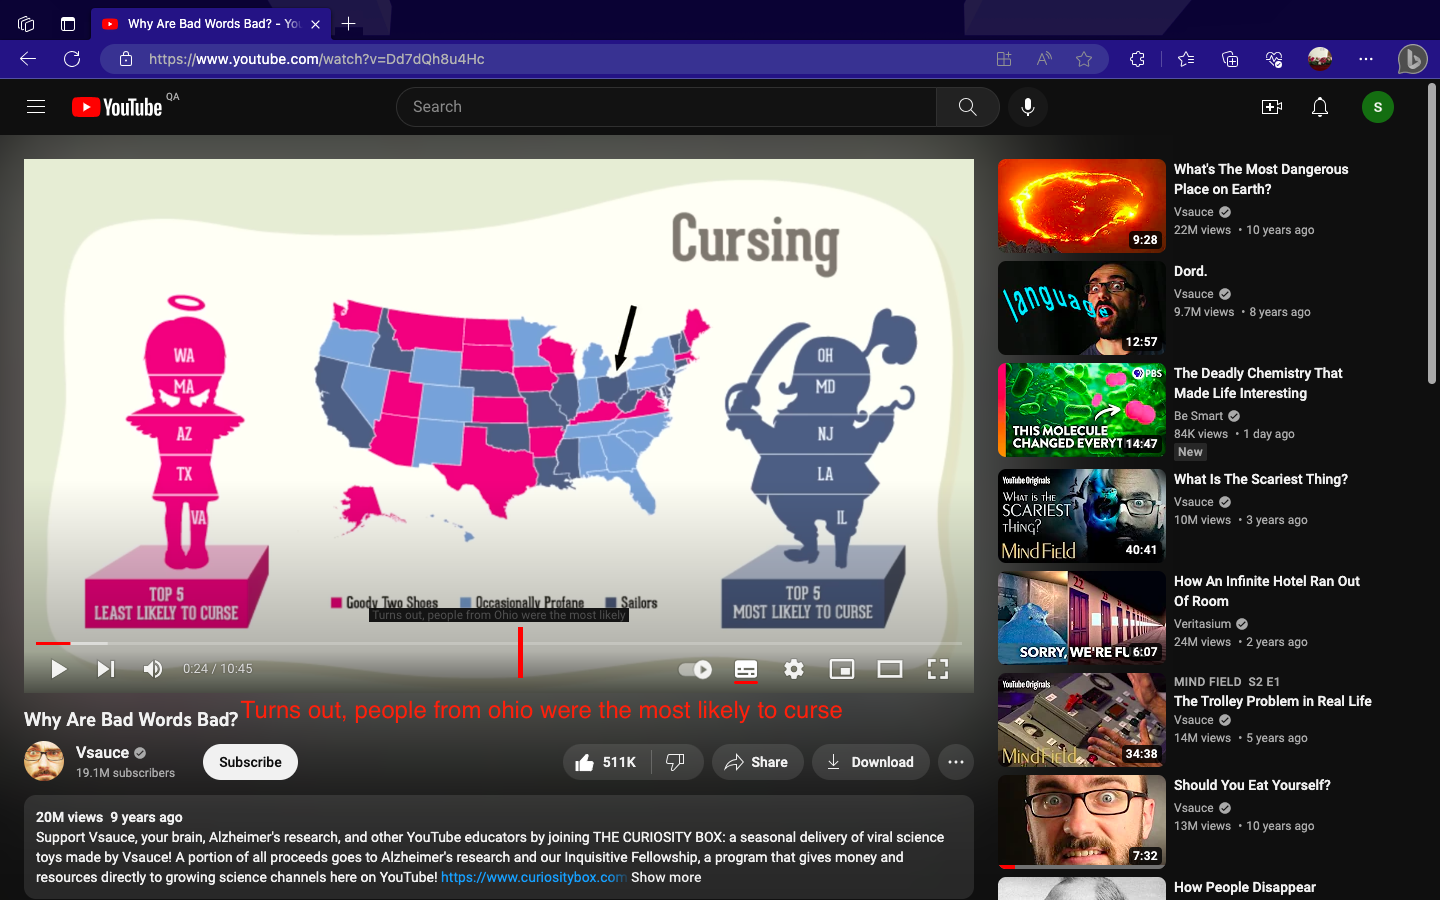 Why Are Bad Words Bad? - You
https://www.youtube.com/watch?v=Dd7dQh8u4Hc
YouTube QA
Search
S
Cursing
WA
MA
AZ
TX
VA
TOP 5
LEAST LIKELY TO CURSE
OH
MD
NJ
LA
IL
TOP 5
MOST LIKELY TO CURSE
Goody Two Shoes Occasionally Profane Sailors
Turns out, people from Ohio were the most likely
0:24 / 10:45
Why Are Bad Words Bad?
Turns out, people from ohio were the most likely to curse
Vsauce
19.1M subscribers
Subscribe
511K
Share
Download
20M views 9 years ago
Support Vsauce, your brain, Alzheimer's research, and other YouTube educators by joining THE CURIOSITY BOX: a seasonal delivery of viral science
toys made by Vsauce! A portion of all proceeds goes to Alzheimer's research and our Inquisitive Fellowship, a program that gives money and
resources directly to growing science channels here on YouTube! https://www.curiositybox.com Show more
9:28
What's The Most Dangerous
Place on Earth?
Vsauce
22M views • 10 years ago
language
12:57
Dord.
Vsauce
9.7M views • 8 years ago
PBS
THIS MOLECULE
CHANGED EVERYT
14:47
The Deadly Chemistry That
Made Life Interesting
Be Smart
84K views • 1 day ago
New
YouTube Originals
WHAT IS THE
SCARIEST
THING?
MIND FIELD
40:41
What Is The Scariest Thing?
Vsauce
10M views • 3 years ago
22
SORRY, WE'RE FU
6:07
How An Infinite Hotel Ran Out
Of Room
Veritasium
24M views • 2 years ago
YouTube Originals
MIND FIELD
34:38
MIND FIELD S2 E1
The Trolley Problem in Real Life
Vsauce
14M views • 5 years ago
7:32
Should You Eat Yourself?
Vsauce
13M views • 10 years ago
How People Disappear